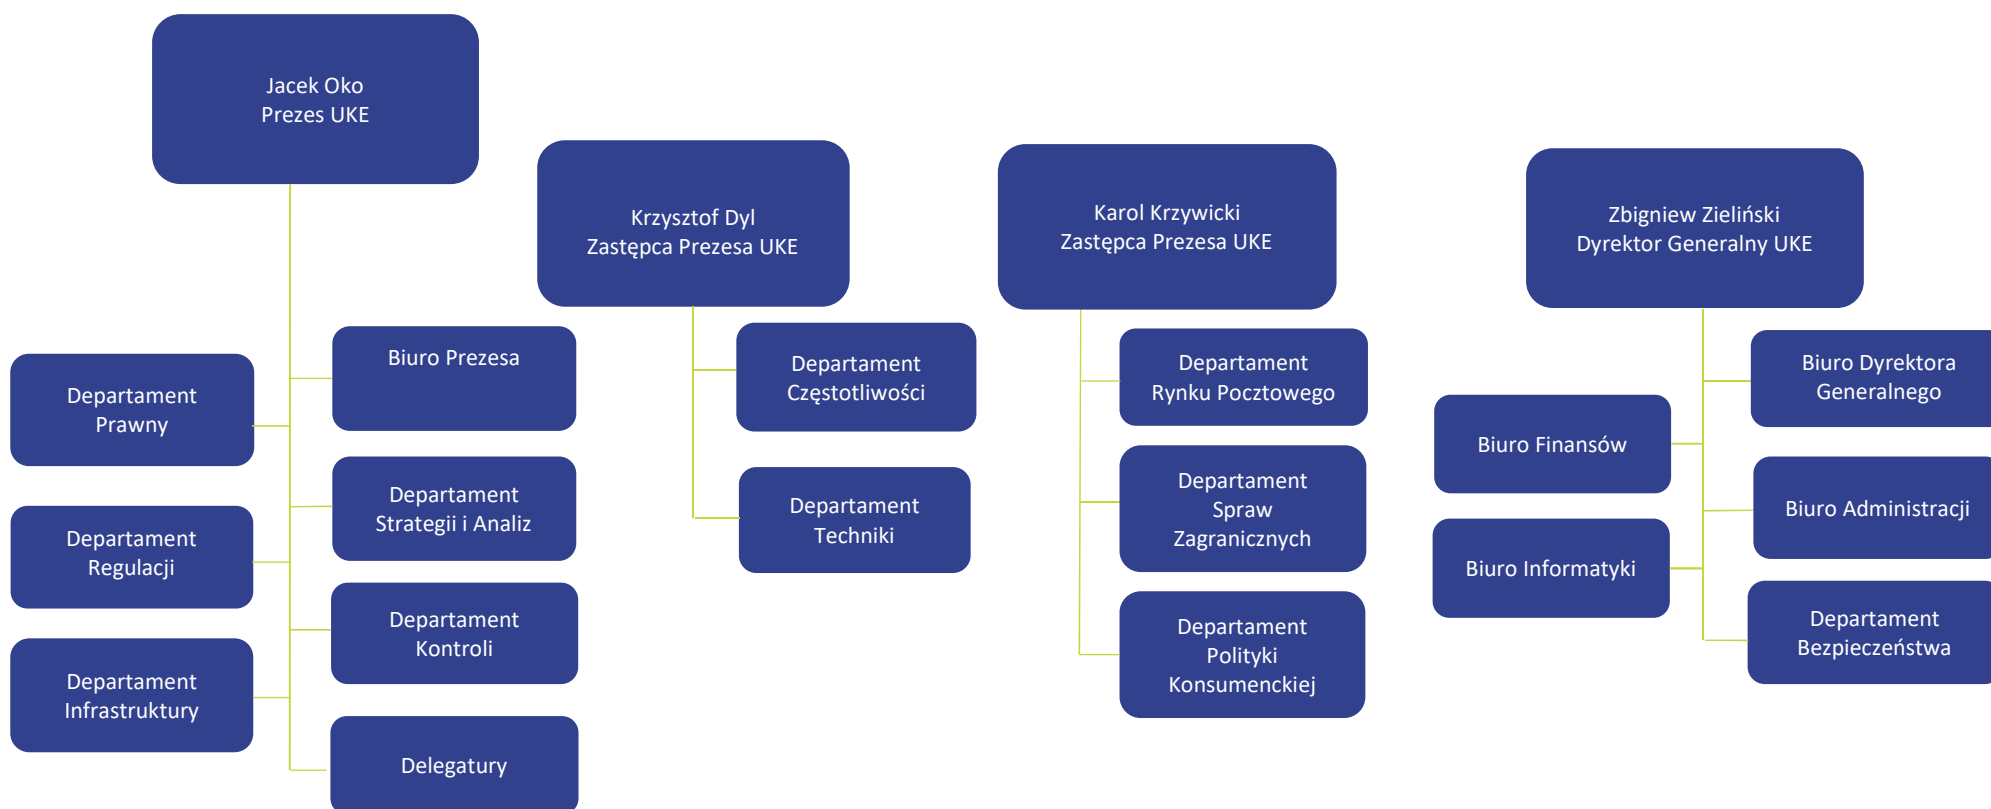 Jacek Oko
Prezes UKE
Departament
Prawny
Departament
Regulacji
Departament
Infrastruktury
Biuro Prezesa
Departament
Strategii i Analiz
Departament
Kontroli
Delegatury
Krzysztof Dyl
Zastępca Prezesa UKE
Departament
Częstotliwości
Departament
Techniki
Karol Krzywicki
Zastępca Prezesa UKE
Departament
Rynku Pocztowego
Departament
Spraw
Zagranicznych
Departament
Polityki
Konsumenckiej
Zbigniew Zieliński
Dyrektor Generalny UKE
Biuro Finansów
Biuro Informatyki
Biuro Dyrektora
Generalnego
Biuro Administracji
Departament
Bezpieczeństwa